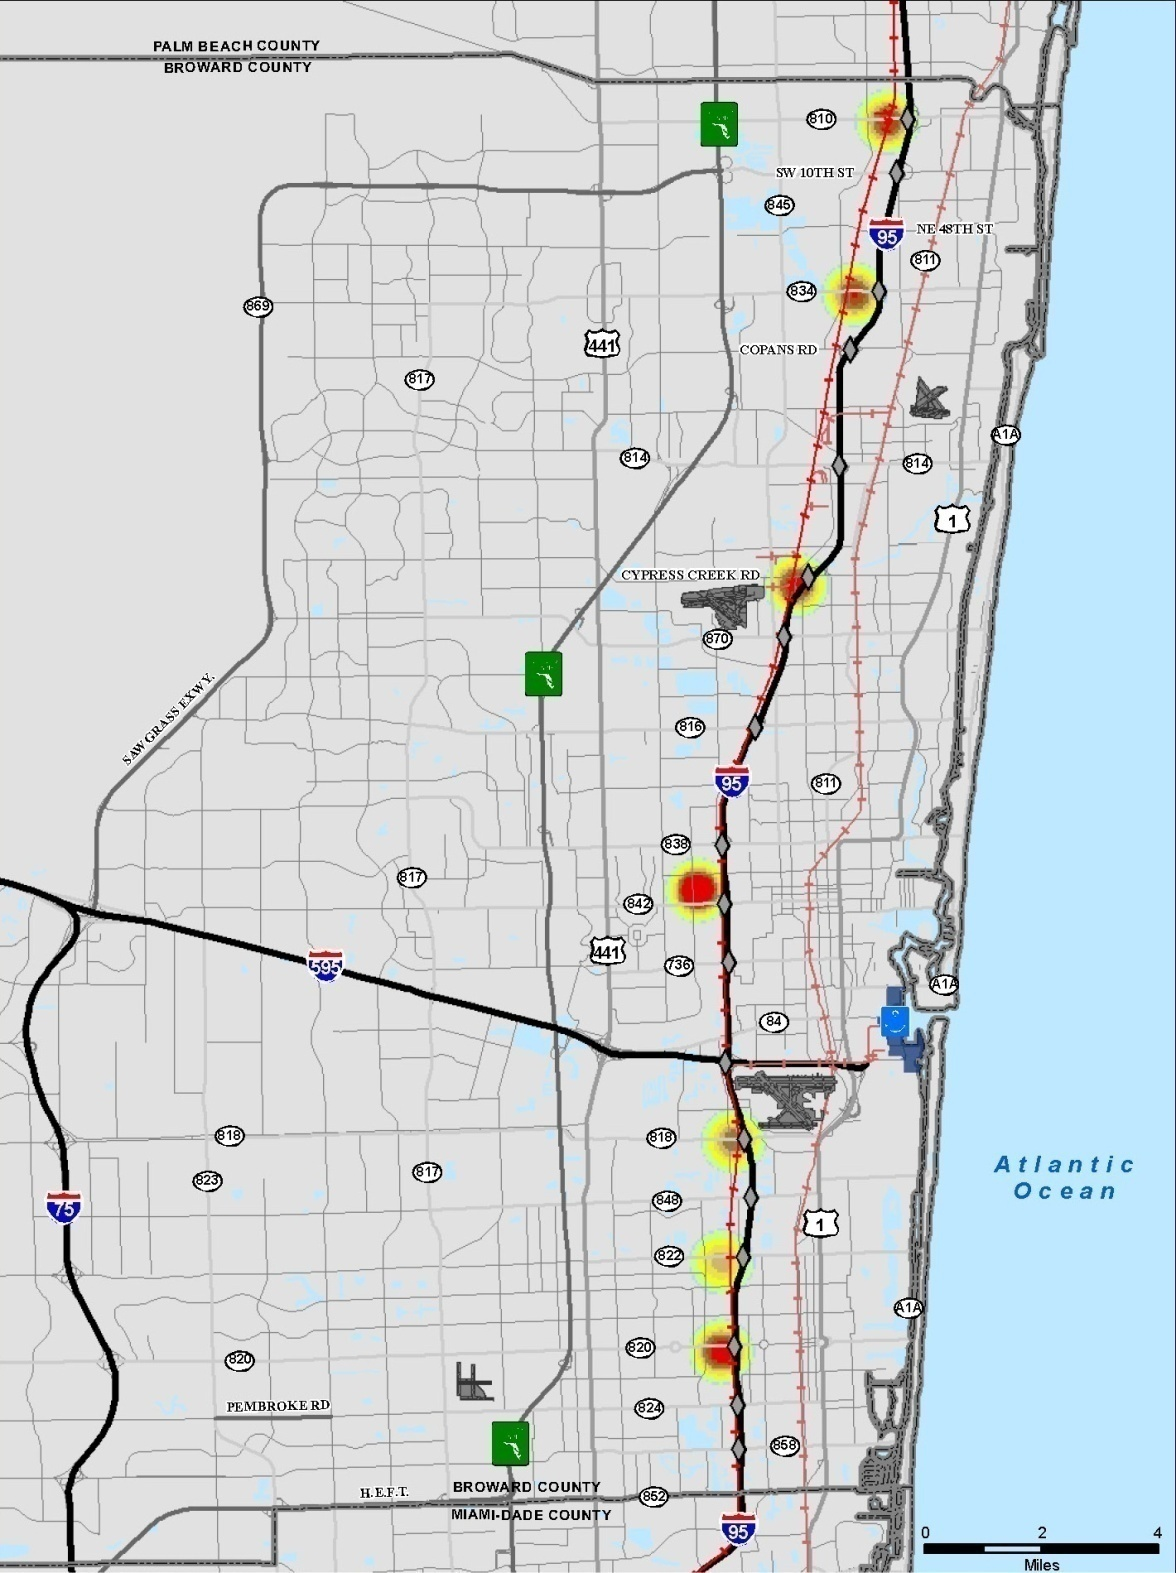 PALM BEACH COUNTY
BROWARD COUNTY
810
SW 10TH ST
845
NE 48TH ST
95
811
834
869
441
COPANS RD
817
A1A
814
814
1
CYPRESS CREEK RD
870
SAWGRASS EXWY.
816
95
811
838
817
842
441
736
595
A1A
84
818
818
823
817
Atlantic
Ocean
848
75
1
822
A1A
820
820
PEMBROKE RD
824
858
H.E.F.T.
BROWARD COUNTY
852
MIAMI-DADE COUNTY
95
0 2 4
Miles